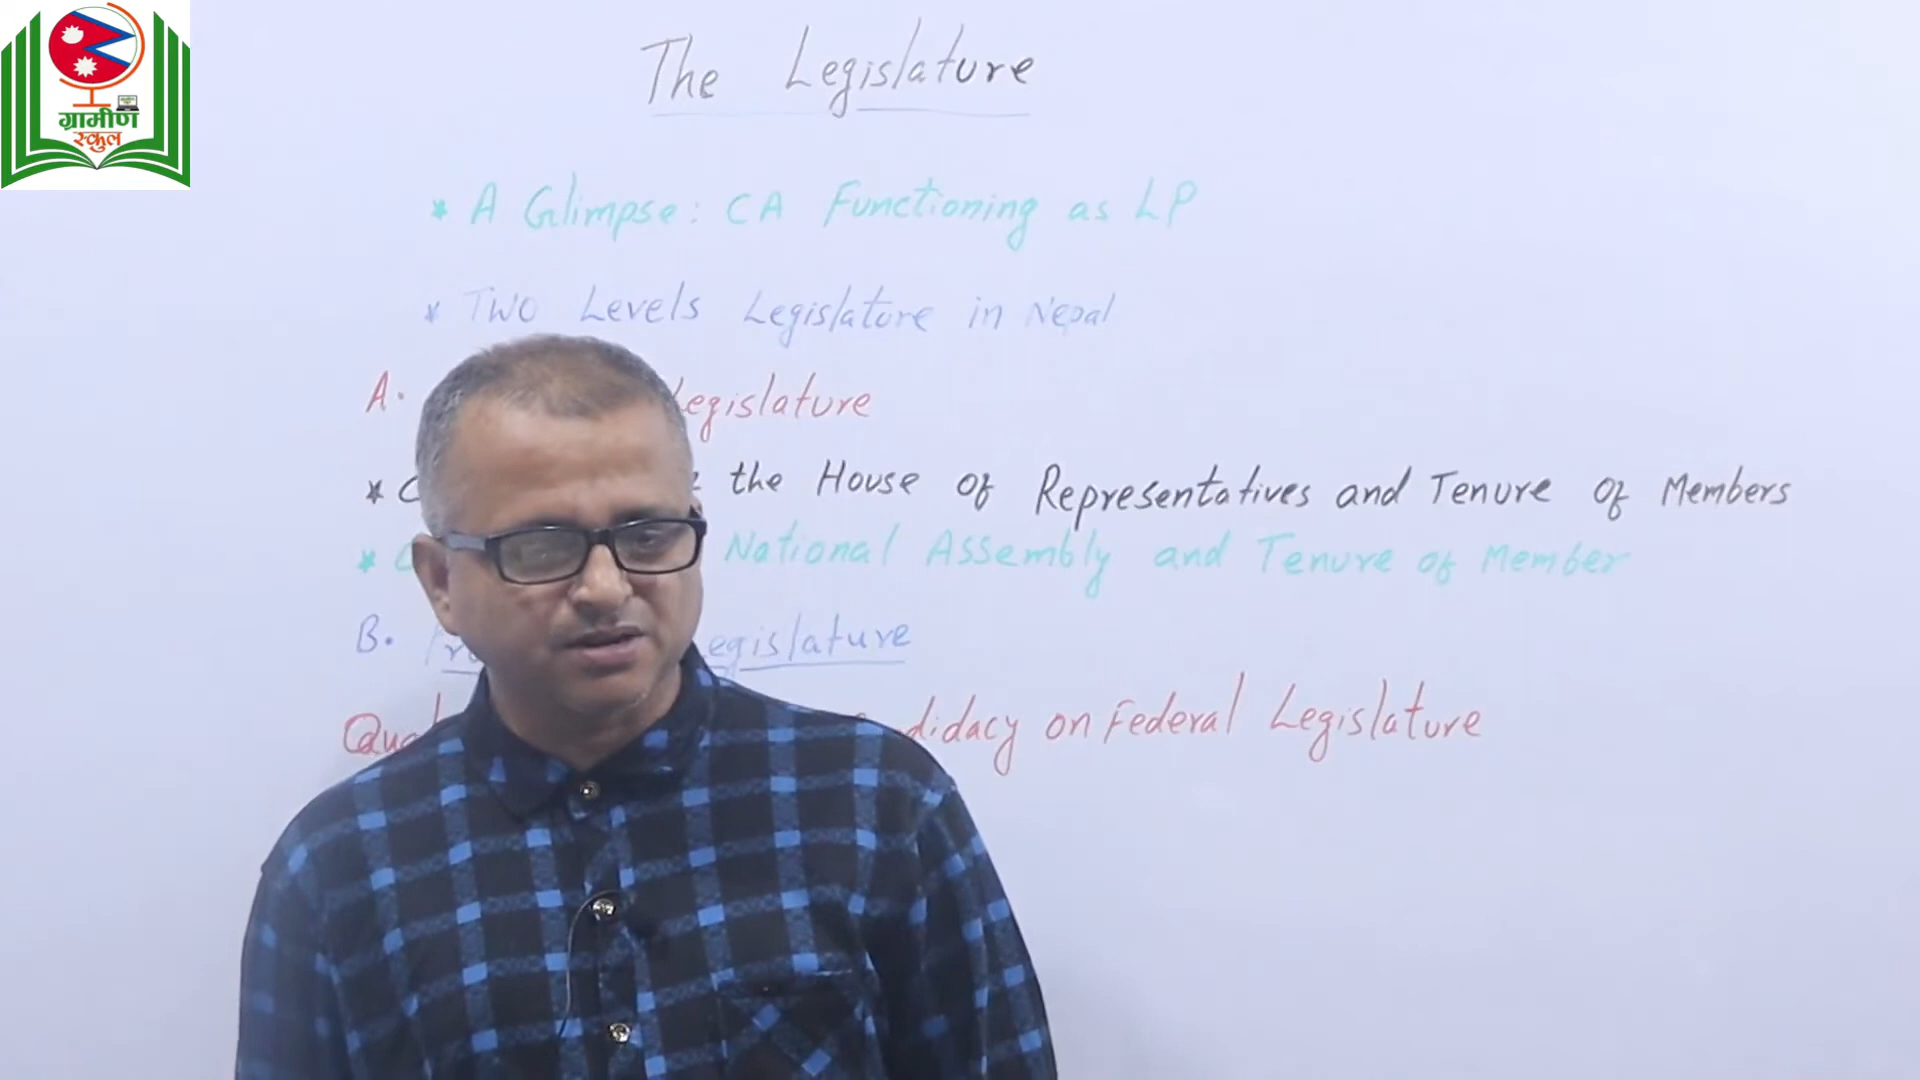 ग्रामीण
स्कुल
The Legislature
* A Glimpse: CA Functioning as LP
* Two Levels Legislature in Nepal
A. Legislature
* the House of Representatives and Tenure of Members
* National Assembly and Tenure of Member
B. Legislature
on Federal Legislature